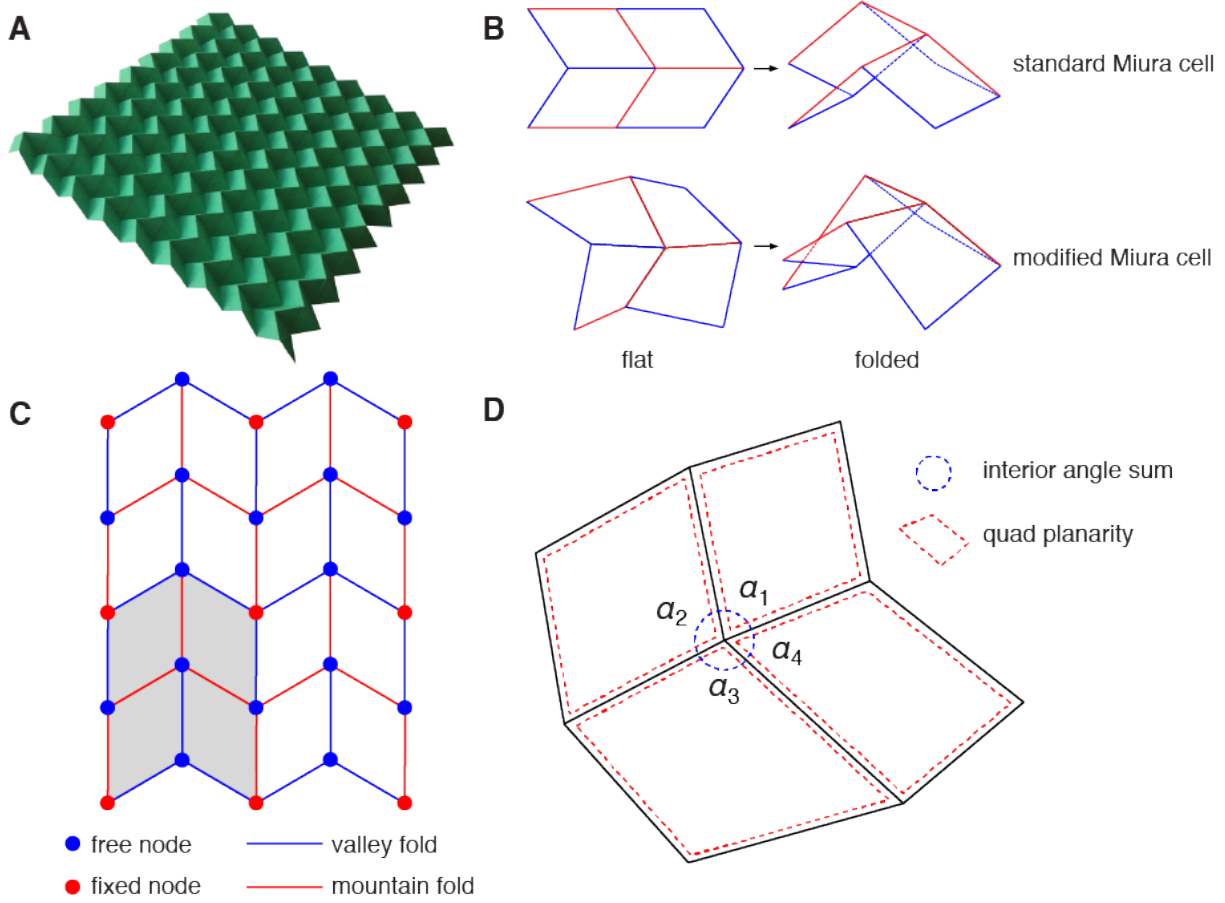 A
B
standard Miura cell
modified Miura cell
flat
folded
C
free node
valley fold
fixed node
mountain fold
D
interior angle sum
quad planarity
a1
a2
a4
a3